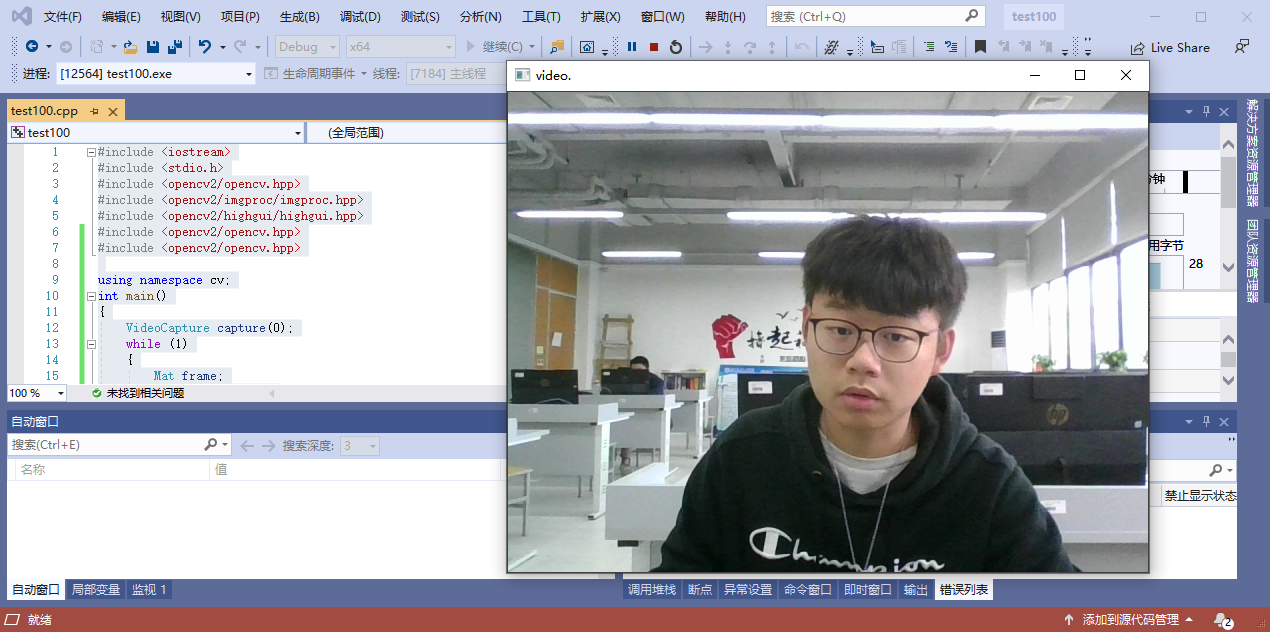 文件(F) 编辑(E) 视图(V) 项目(P) 生成(B) 调试(D) 测试(S) 分析(N) 工具(T) 扩展(X) 窗口(W) 帮助(H) 搜索 (Ctrl+Q) test100
Debug x64 继续(C) Live Share
进程: [12564] test100.exe 生命周期事件 线程: [7184] 主线程
video.
test100.cpp
test100 (全局范围)
1 #include <iostream>
2 #include <stdio.h>
3 #include <opencv2/opencv.hpp>
4 #include <opencv2/imgproc/imgproc.hpp>
5 #include <opencv2/highgui/highgui.hpp>
6 #include <opencv2/opencv.hpp>
7 #include <opencv2/opencv.hpp>
8
9 using namespace cv;
10 int main()
11 {
12 VideoCapture capture(0);
13 while (1)
14 {
15 Mat frame;
100 % 未找到相关问题
分钟
用字节
28
解决方案资源管理器
团队资源管理器
hp
Champion
自动窗口
搜索(Ctrl+E) 搜索深度: 3
名称 值
禁止显示状态
自动窗口 局部变量 监视 1
调用堆栈 断点 异常设置 命令窗口 即时窗口 输出 错误列表
就绪 添加到源代码管理 2